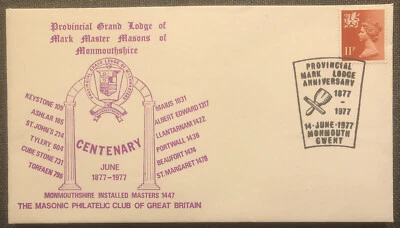 Provincial Grand Lodge of
Mark Master Masons of
Monmouthshire
KEYSTONE 109
ASHLAR 185
ST. JOHN'S 214
TYLERY 604
CUBE STONE 731
TORFAEN 796
MABIS 1031
ALBERT EDWARD 1317
LLANTARNAM 1422
PORTWALL 1438
BEAUFORT 1474
ST. MARGARET 1478
CENTENARY
JUNE
1877-1977
MONMOUTHSHIRE INSTALLED MASTERS 1447
THE MASONIC PHILATELIC CLUB OF GREAT BRITAIN
11P
PROVINCIAL
MARK LODGE
ANNIVERSARY
1877
-
1977
14-JUNE-1977
MONMOUTH
GWENT